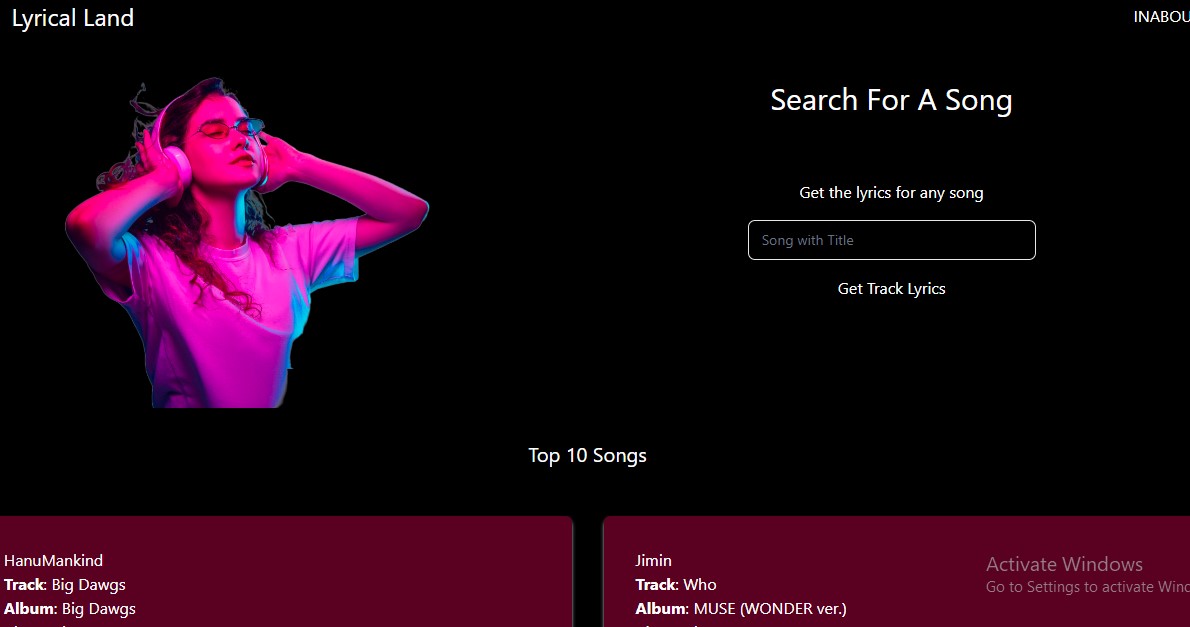 Lyrical Land
INABOU
Search For A Song
Get the lyrics for any song
Song with Title
Get Track Lyrics
Top 10 Songs
HanuMankind
Track: Big Dawgs
Album: Big Dawgs
Jimin
Track: Who
Album: MUSE (WONDER ver.)
Activate Windows
Go to Settings to activate Wind